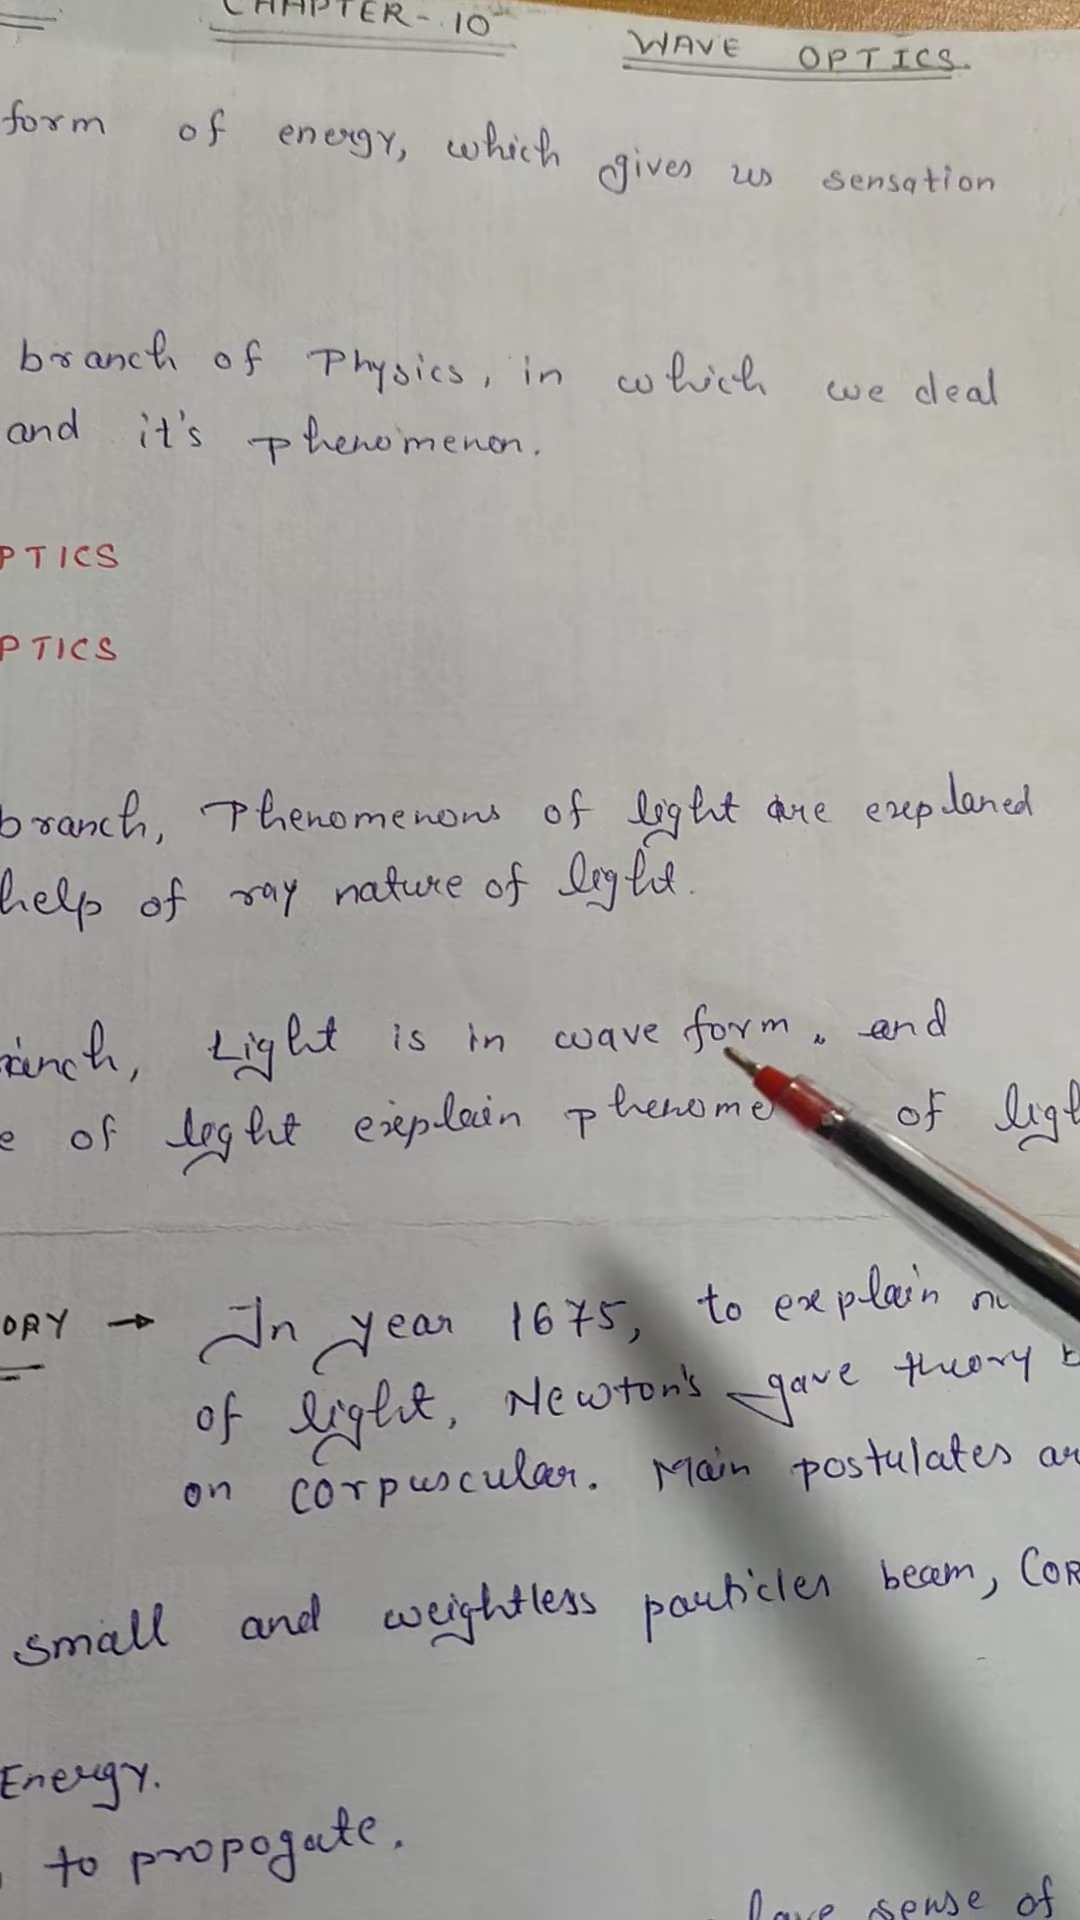 CHAPTER-10
WAVE OPTICS.
form of energy, which gives us sensation
branch of Physics, in which we deal
and it's phenomenon.
PTICS
PTICS
branch, Phenomenons of light are explaned
help of ray nature of light.
Light is in wave form, and
e of light explain phenome of ligh
ORY → In year 1675, to explain
of light, Newton's gave theory
on corpuscular. Main postulates ar
small and weightless particles beam, COR
Energy.
to propogate.
sense of